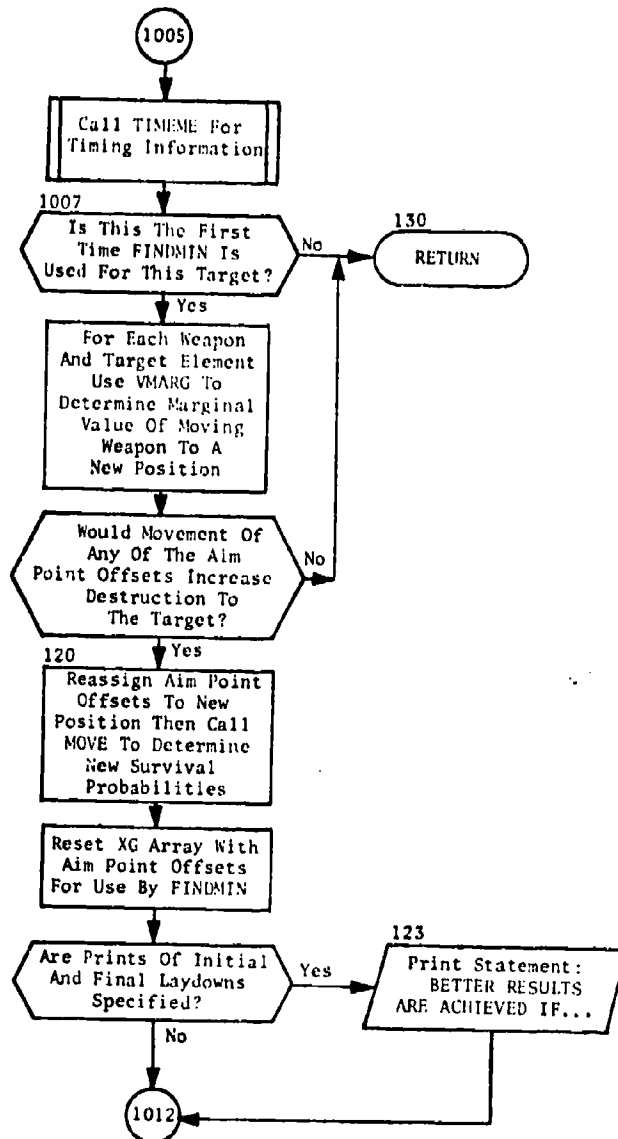 1005
Call TIMEME For
Timing Information
1007
Is This The First
Time FINDMIN Is
Used For This Target?
No
130
RETURN
Yes
For Each Weapon
And Target Element
Use VMARG To
Determine Marginal
Value Of Moving
Weapon To A
New Position
Would Movement Of
Any Of The Aim
Point Offsets Increase
Destruction To
The Target?
No
Yes
120
Reassign Aim Point
Offsets To New
Position Then Call
MOVE To Determine
New Survival
Probabilities
Reset XG Array With
Aim Point Offsets
For Use By FINDMIN
Are Prints Of Initial
And Final Laydowns
Specified?
Yes
123
Print Statement:
BETTER RESULTS
ARE ACHIEVED IF...
No
1012